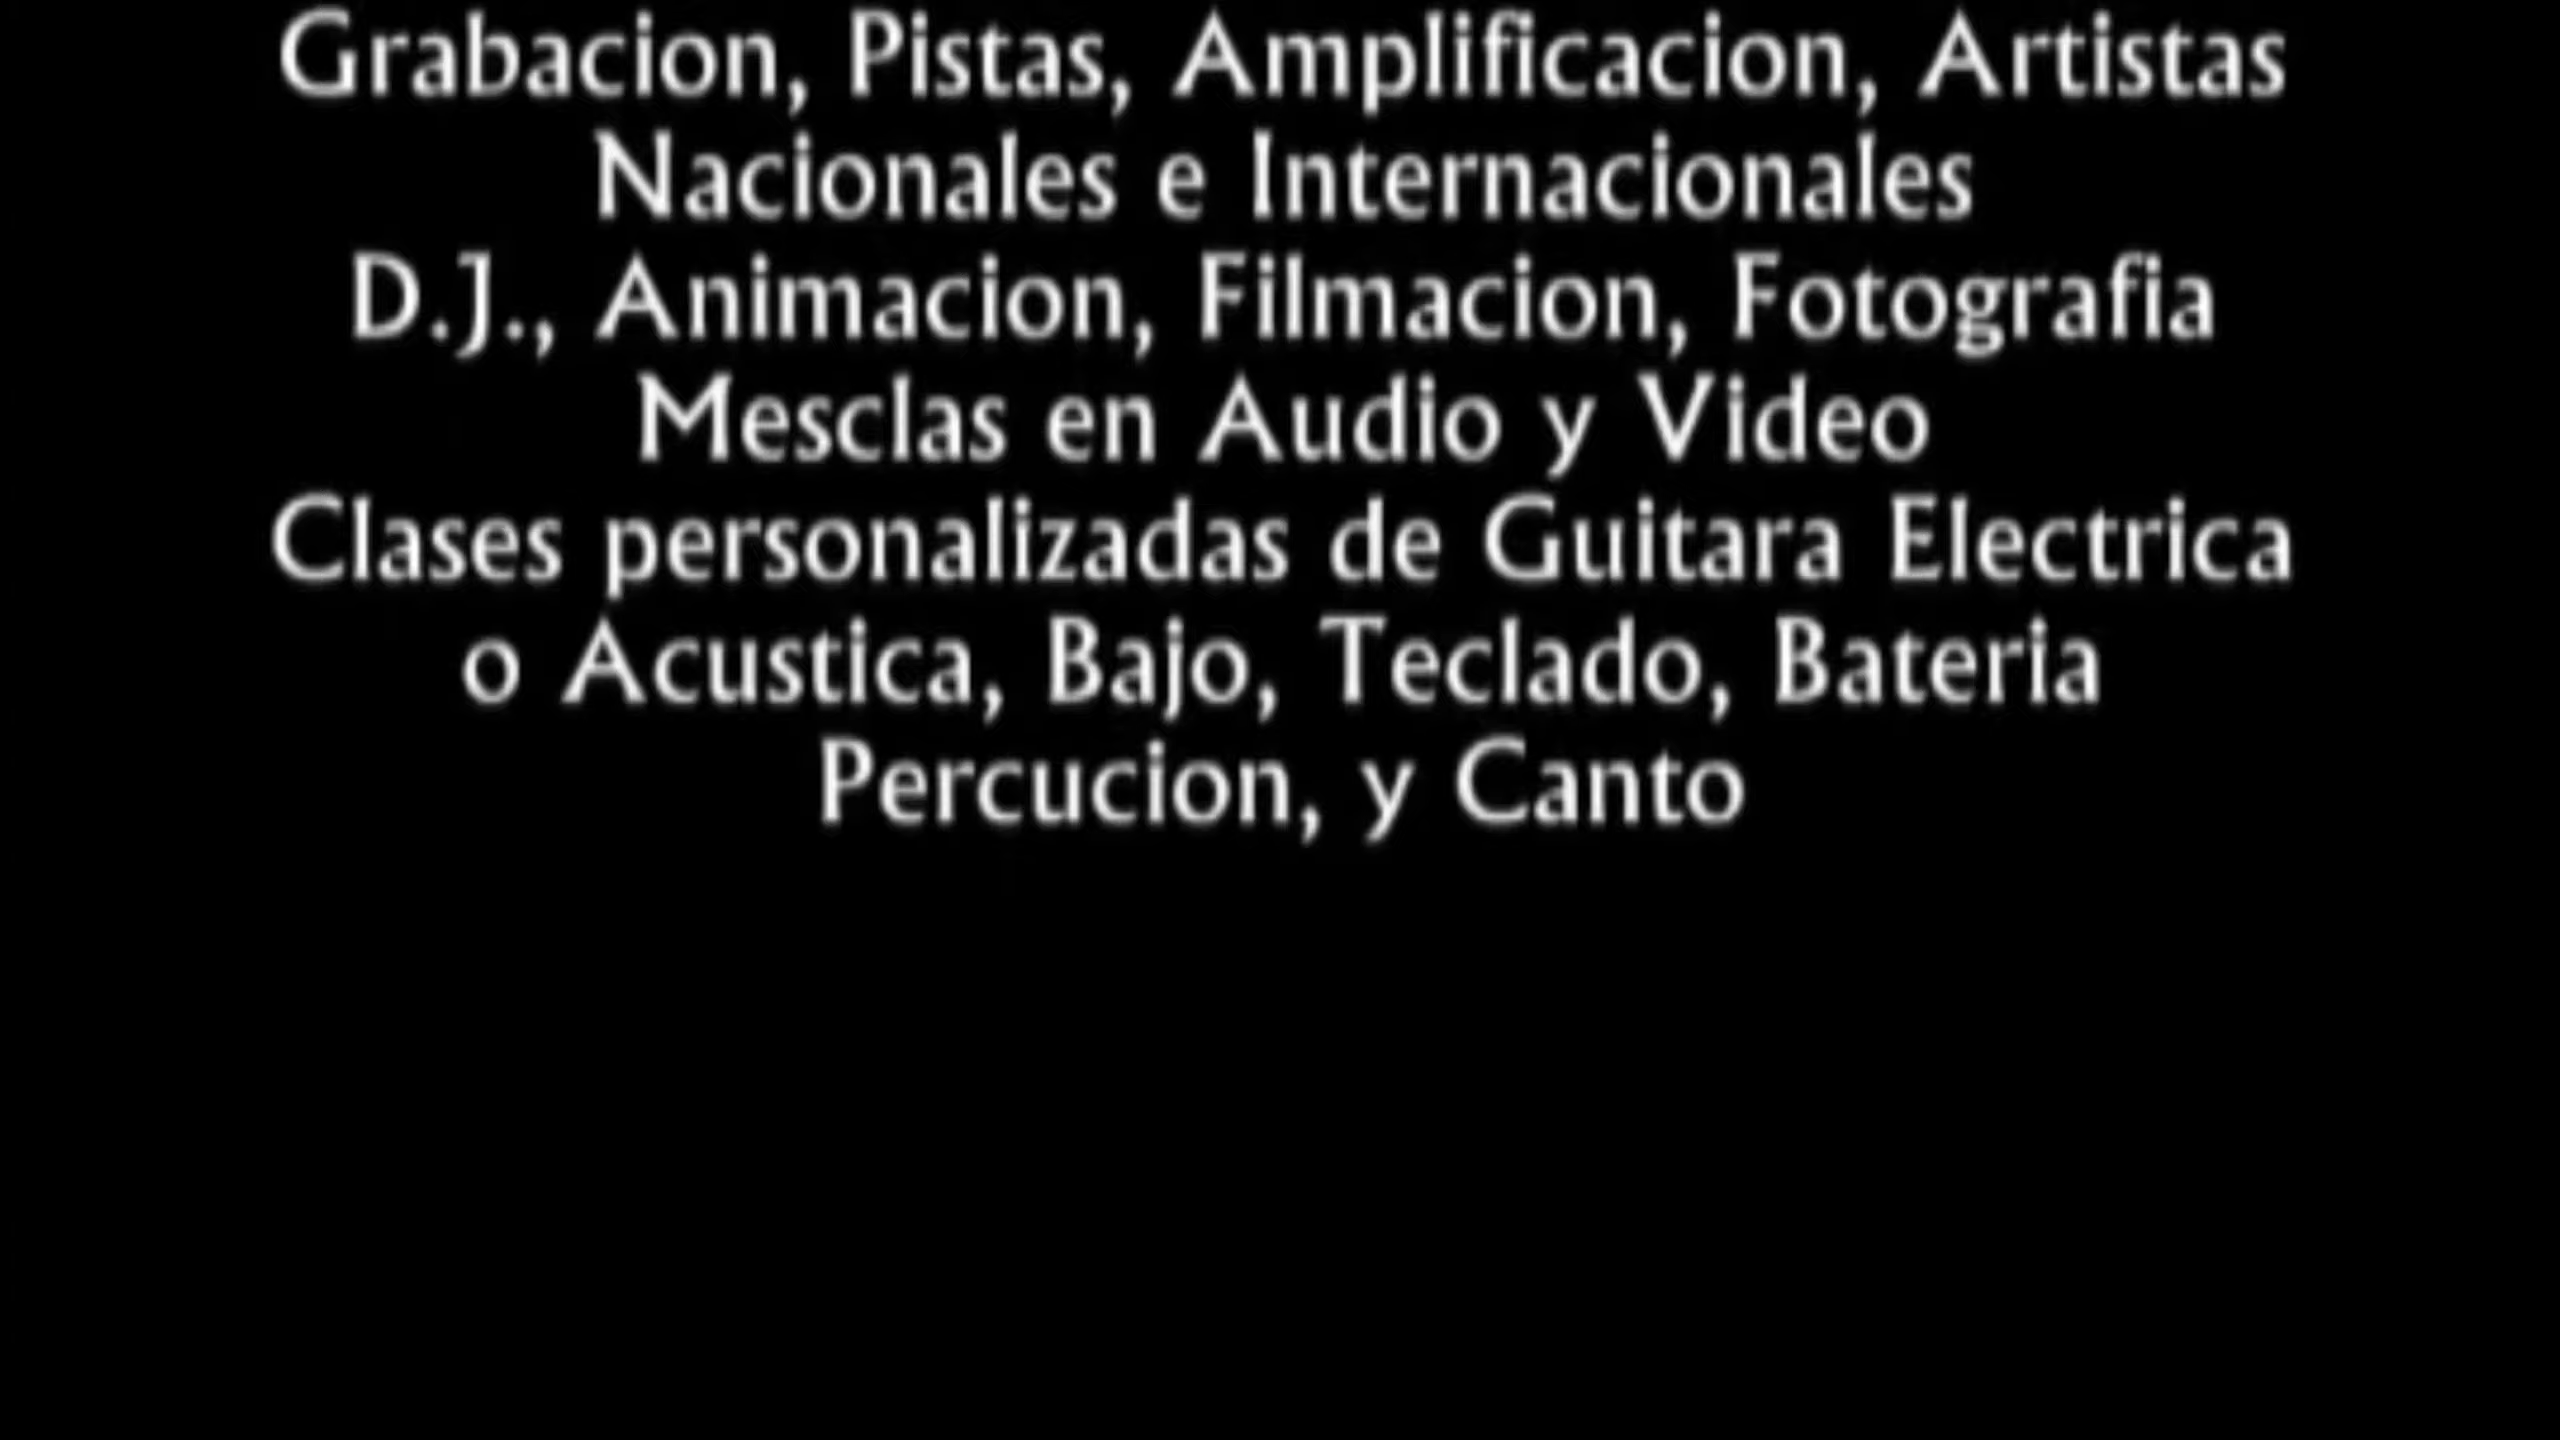 Grabacion, Pistas, Amplificacion, Artistas
Nacionales e Internacionales
D.J., Animacion, Filmacion, Fotografia
Mesclas en Audio y Video
Clases personalizadas de Guitara Electrica
o Acustica, Bajo, Teclado, Bateria
Percucion, y Canto